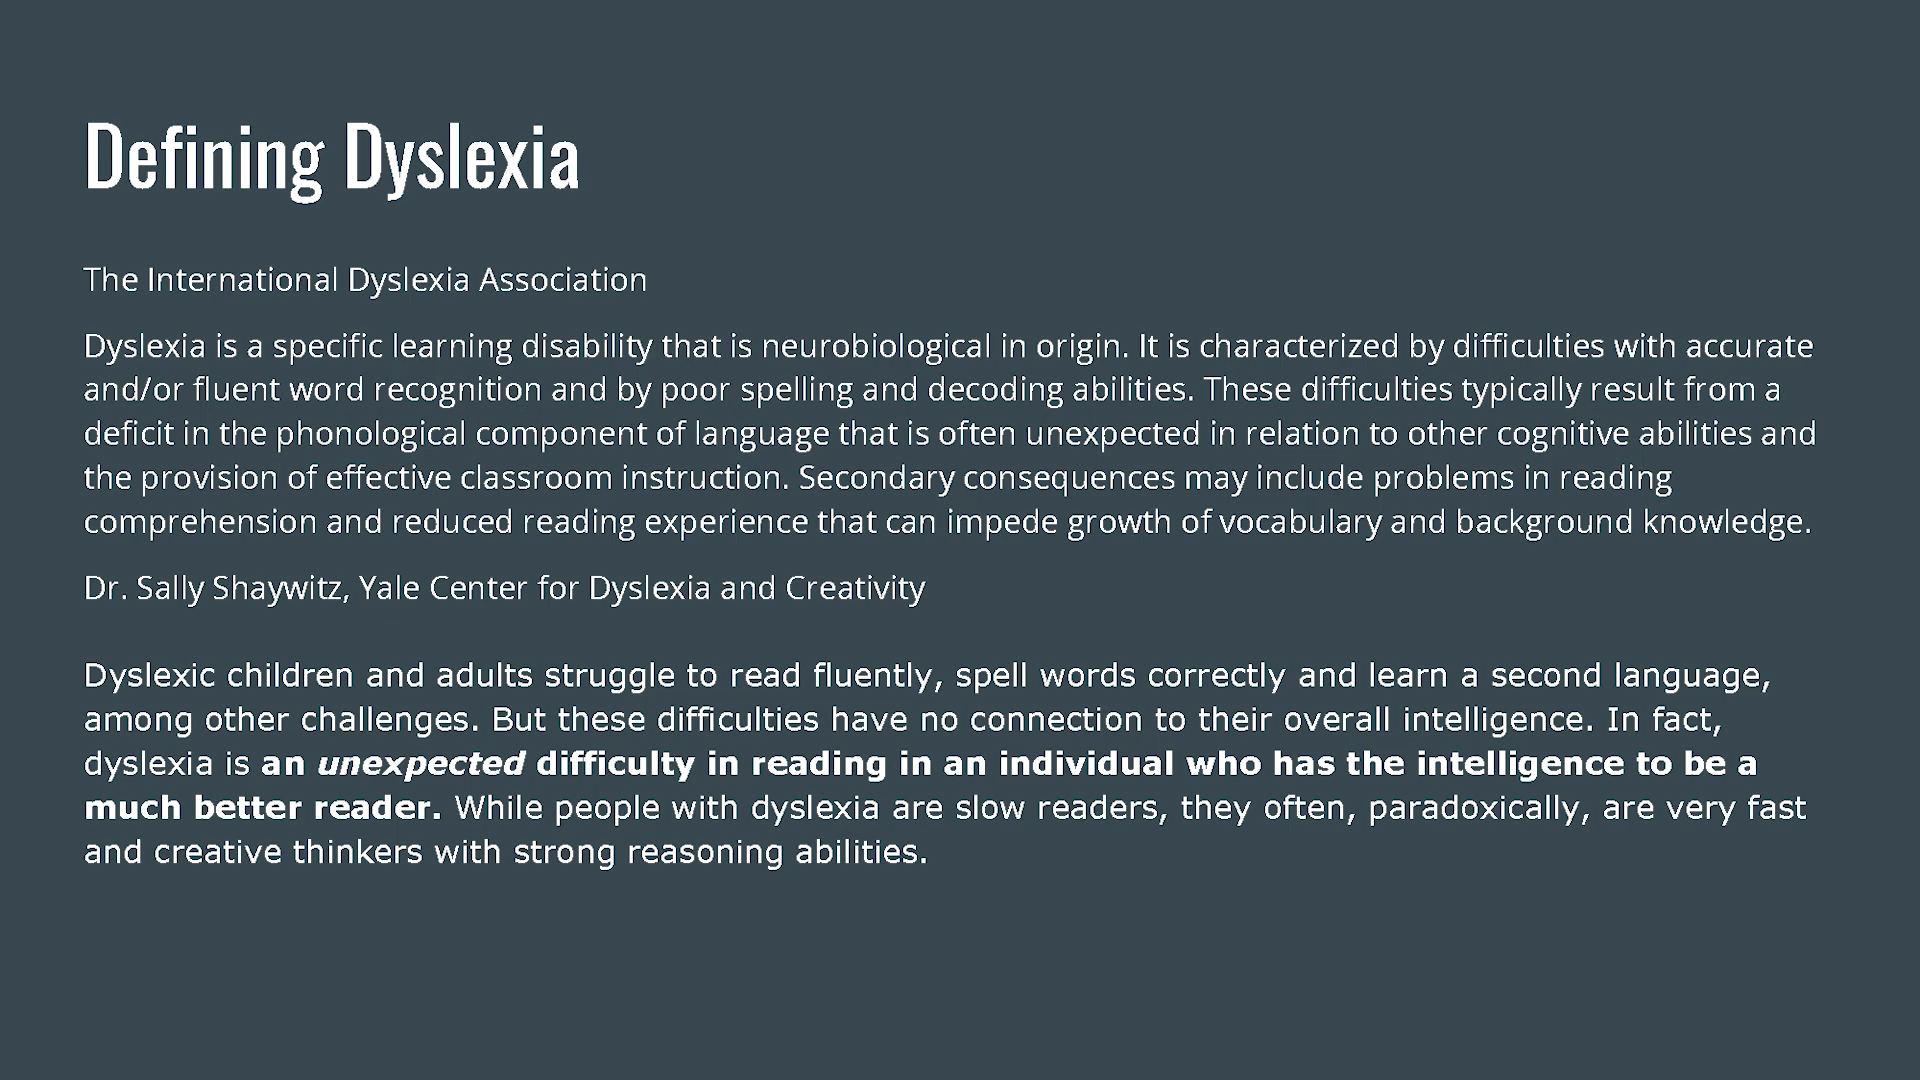 Defining Dyslexia
The International Dyslexia Association
Dyslexia is a specific learning disability that is neurobiological in origin. It is characterized by difficulties with accurate
and/or fluent word recognition and by poor spelling and decoding abilities. These difficulties typically result from a
deficit in the phonological component of language that is often unexpected in relation to other cognitive abilities and
the provision of effective classroom instruction. Secondary consequences may include problems in reading
comprehension and reduced reading experience that can impede growth of vocabulary and background knowledge.
Dr. Sally Shaywitz, Yale Center for Dyslexia and Creativity
Dyslexic children and adults struggle to read fluently, spell words correctly and learn a second language,
among other challenges. But these difficulties have no connection to their overall intelligence. In fact,
dyslexia is an unexpected difficulty in reading in an individual who has the intelligence to be a
much better reader. While people with dyslexia are slow readers, they often, paradoxically, are very fast
and creative thinkers with strong reasoning abilities.